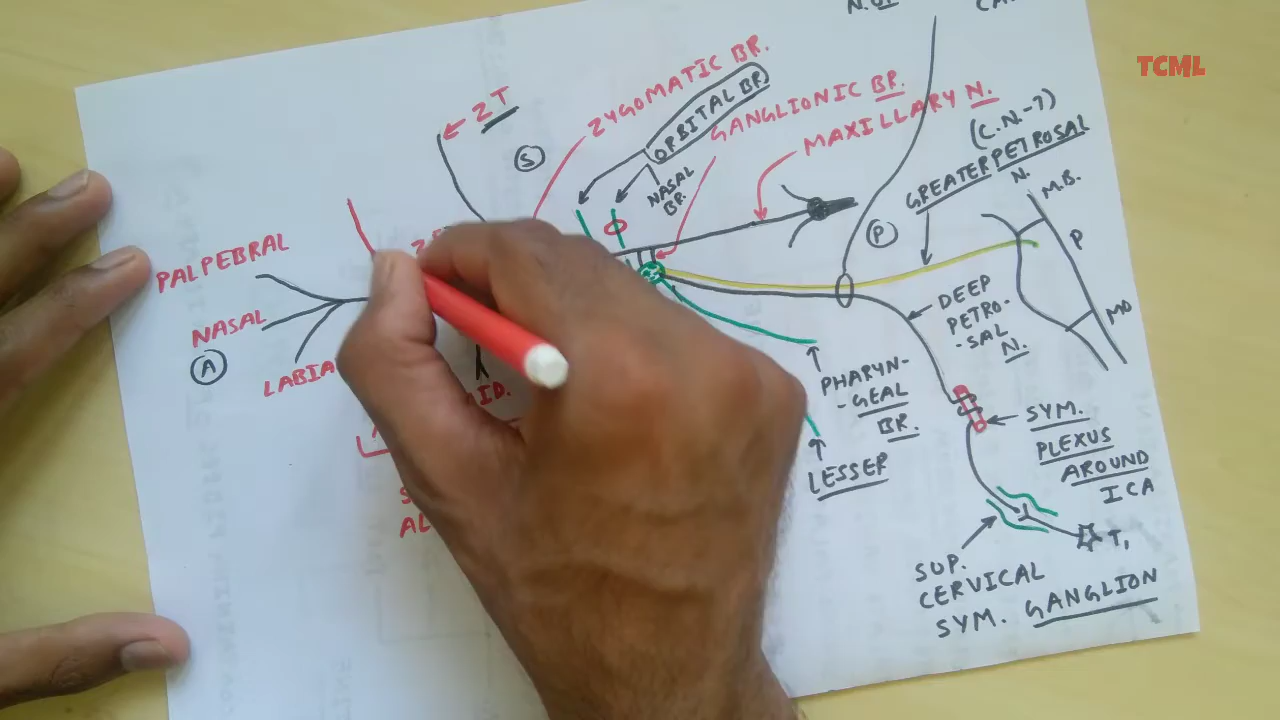 TCML
ZYGOMATIC BR.
ORBITAL BR
GANGLIONIC BR.
MAXILLARY N.
(C.N.-7)
GREATER PETROSAL
N.
ZT
S
NASAL
BR.
P
M.B.
P
MO
PALPEBRAL
NASAL
A
LABIA
DEEP
PETRO-
-SAL
N.
PHARYN-
-GEAL
BR.
LESSER
SYM.
PLEXUS
AROUND
ICA
T1
SUP.
CERVICAL
SYM. GANGLION